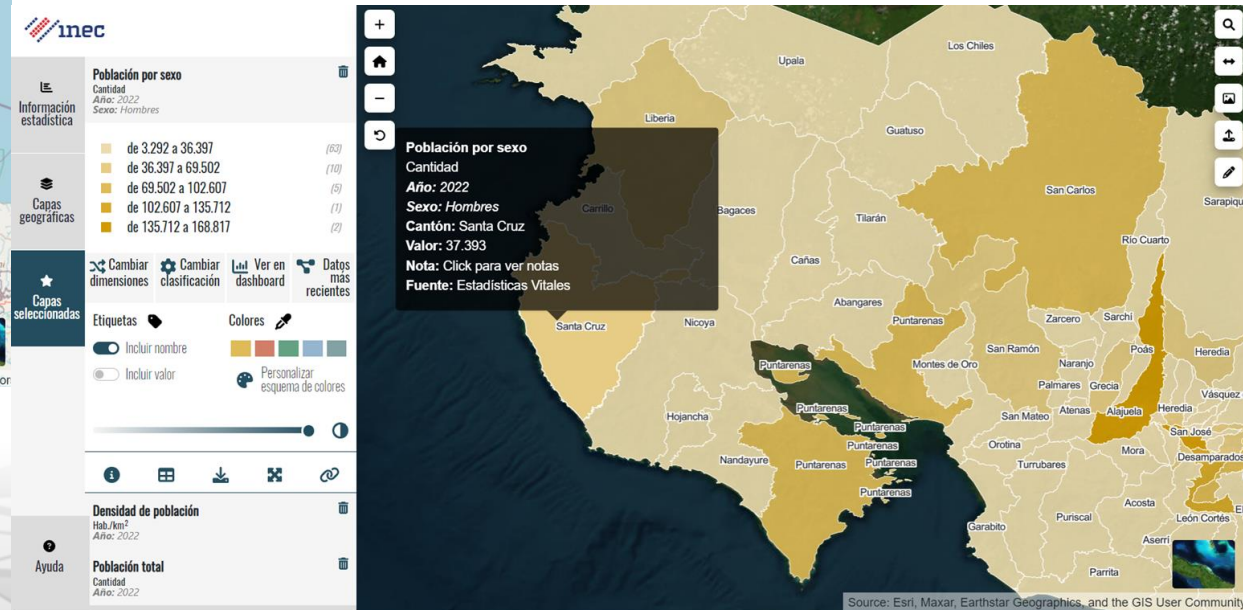 inec
Información
estadística
Capas
geográficas
Capas
seleccionadas
Ayuda
Población por sexo
Cantidad
Año: 2022
Sexo: Hombres
de 3.292 a 36.397 (63)
de 36.397 a 69.502 (10)
de 69.502 a 102.607 (5)
de 102.607 a 135.712 (1)
de 135.712 a 168.817 (2)
Cambiar
dimensiones
Cambiar
clasificación
Ver en
dashboard
Datos
más
recientes
Etiquetas
Colores
Incluir nombre
Incluir valor
Personalizar
esquema de colores
Densidad de población
Hab./km²
Año: 2022
Población total
Cantidad
Año: 2022
Población por sexo
Cantidad
Año: 2022
Sexo: Hombres
Cantón: Santa Cruz
Valor: 37.393
Nota: Click para ver notas
Fuente: Estadísticas Vitales
Los Chiles
Upala
Liberia
Guatuso
San Carlos
Sarapiqu
Carrillo
Bagaces
Tilarán
Río Cuarto
Cañas
Abangares
Santa Cruz
Nicoya
Puntarenas
Zarcero
Sarchí
San Ramón
Poás
Heredia
Puntarenas
Montes de Oro
Naranjo
Palmares
Grecia
Vásquez
Puntarenas
Hojancha
San Mateo
Atenas
Alajuela
Heredia
Puntarenas
San José
Puntarenas
Orotina
Mora
Desamparados
Nandayure
Puntarenas
Puntarenas
Turrubares
Puntarenas
Acosta
Puriscal
León Cortés
Garabito
Aserrí
Parrita
Source: Esri, Maxar, Earthstar Geographics, and the GIS User Community